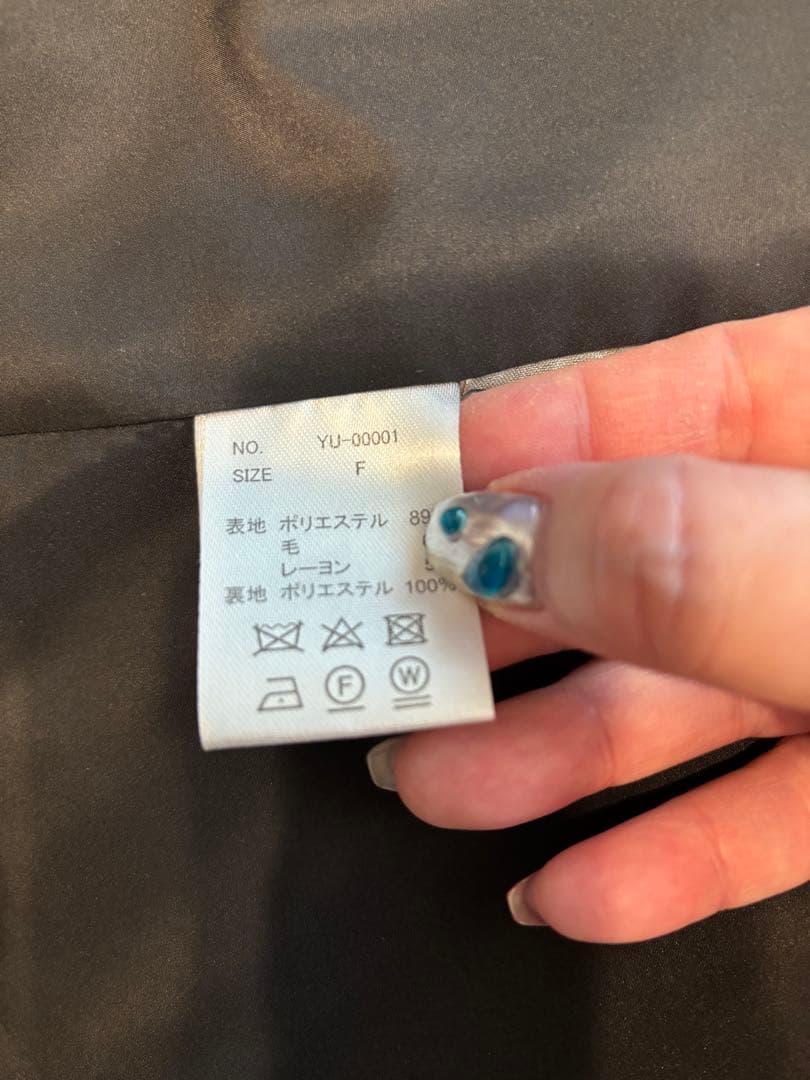 NO. YU-00001
SIZE F
表地 ポリエステル 89
毛
レーヨン
裏地 ポリエステル 100%
F W